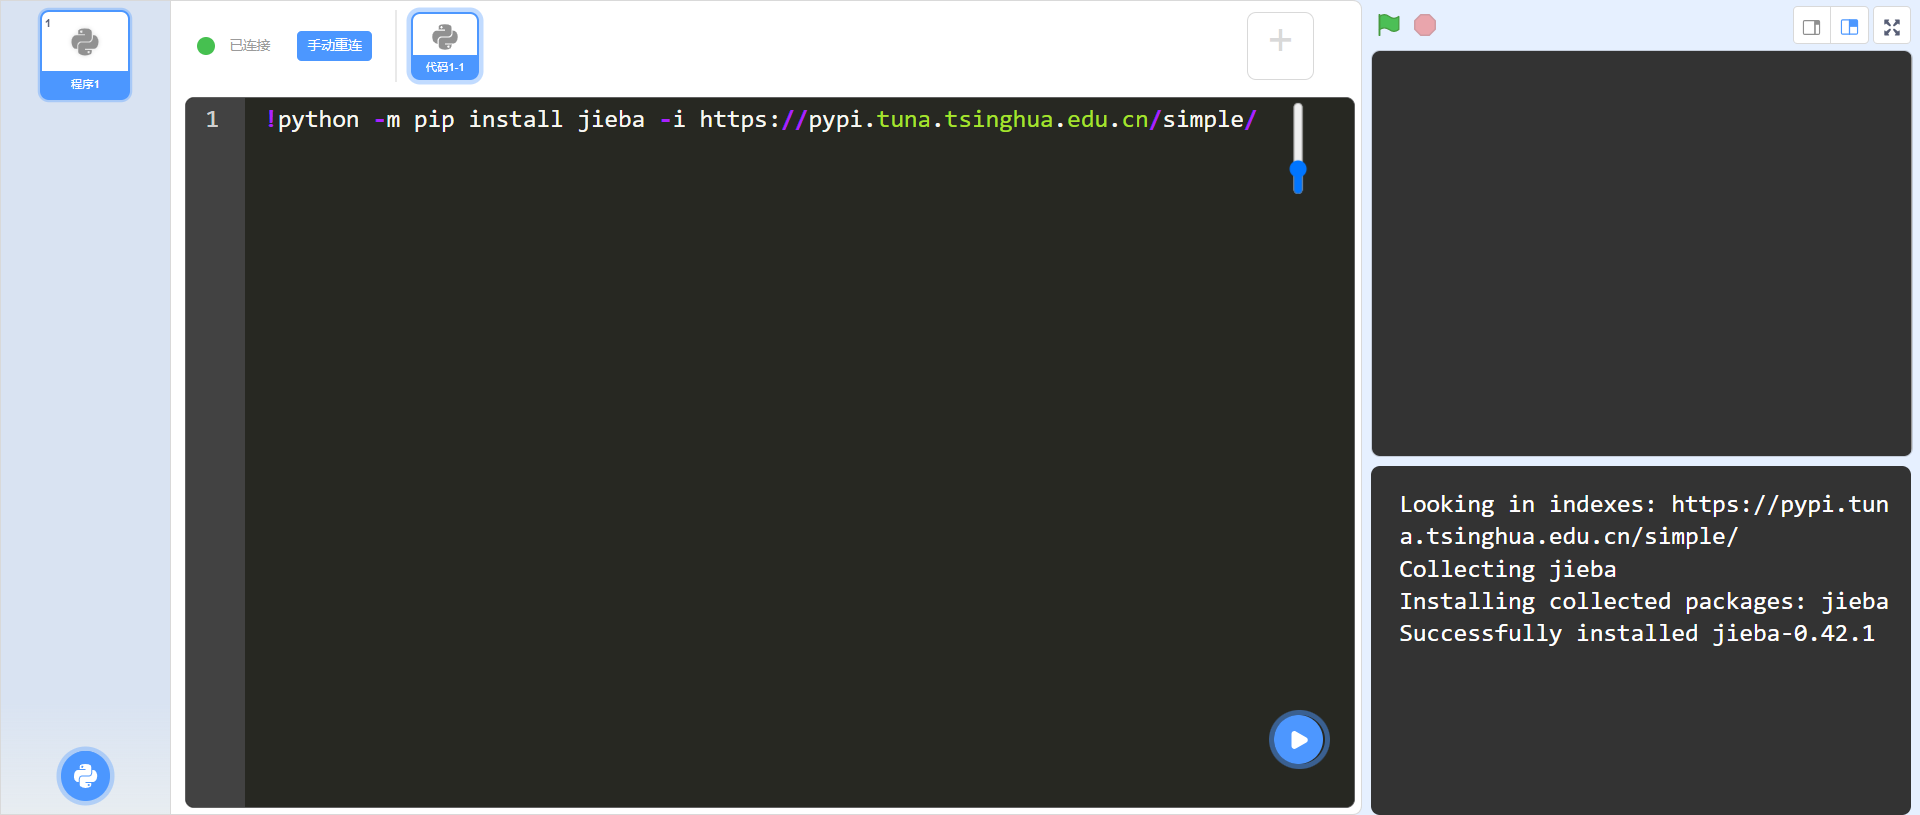 1
程序1
已连接
手动重连
代码1-1
1
!python -m pip install jieba -i https://pypi.tuna.tsinghua.edu.cn/simple/
Looking in indexes: https://pypi.tun
a.tsinghua.edu.cn/simple/
Collecting jieba
Installing collected packages: jieba
Successfully installed jieba-0.42.1